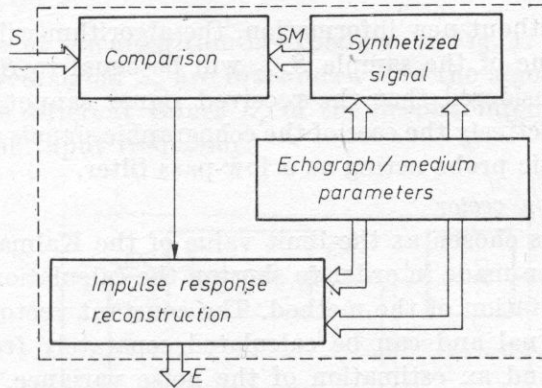 S
Comparison
SM
Synthetized
signal
Echograph / medium
parameters
Impulse response
reconstruction
E